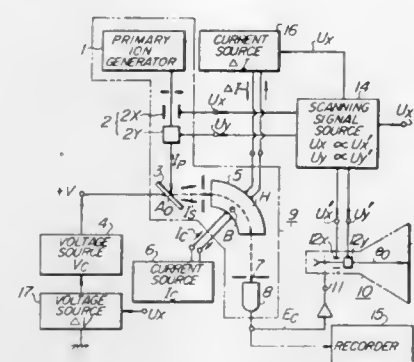 1
PRIMARY
ION
GENERATOR
16
CURRENT
SOURCE
ΔI
Ux
ΔI
14
2X
2
2Y
Ux
Uy
SCANNING
SIGNAL
SOURCE
Ux ∝ Ux'
Uy ∝ Uy'
Ux
Ip
3
5
+V
A0
Is
H
9
Ux'
Uy'
4
VOLTAGE
SOURCE
Vc
Ic
B
12x
12y
6
CURRENT
SOURCE
Ic
7
11
10
17
VOLTAGE
SOURCE
ΔV
Ux
8
Ec
15
RECORDER